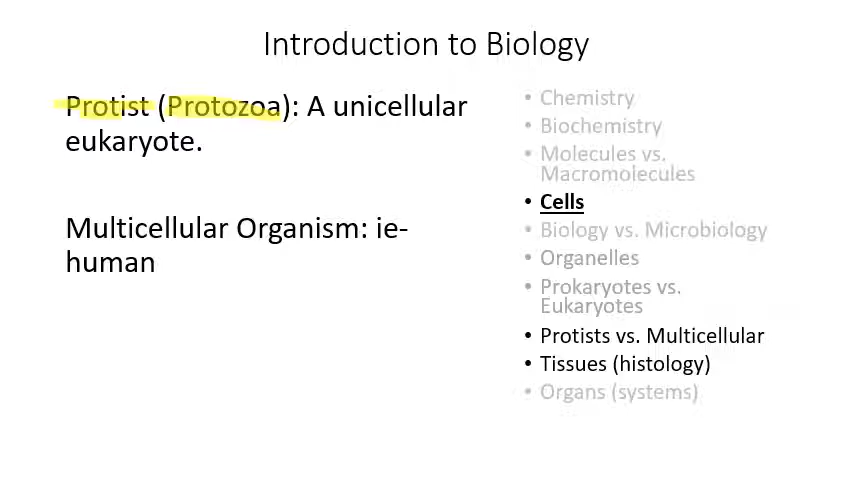 Introduction to Biology
Protist (Protozoa): A unicellular
eukaryote.
Multicellular Organism: ie-
human
• Chemistry
• Biochemistry
• Molecules vs.
Macromolecules
• Cells
• Biology vs. Microbiology
• Organelles
• Prokaryotes vs.
Eukaryotes
• Protists vs. Multicellular
• Tissues (histology)
• Organs (systems)